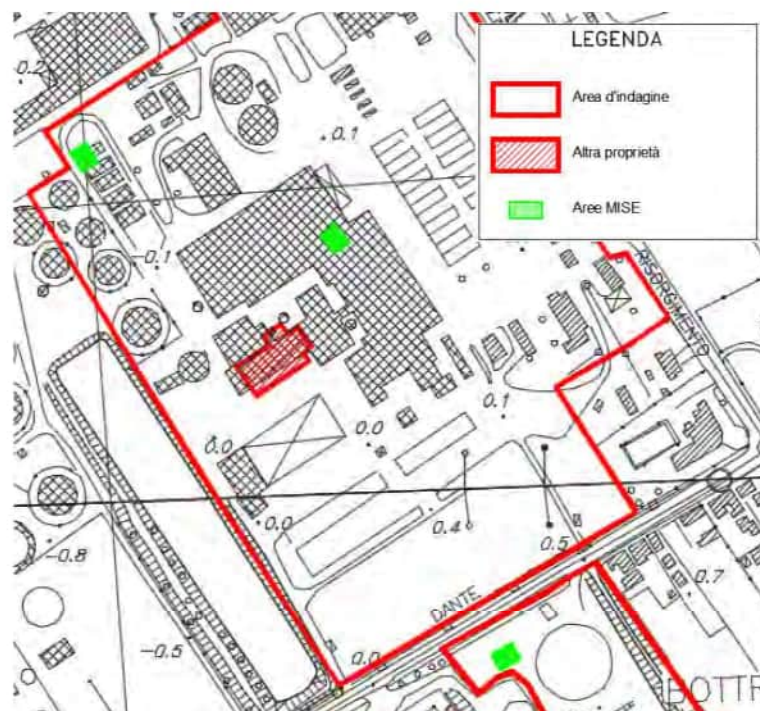 LEGENDA
Area d'indagine
Altra proprietà
Aree MISE
-0.2
0.1
-0.1
RISORGIMENTO
0.1
0.0
0.0
0.0
0.4
0.5
-0.8
0.7
DANTE
-0.5
0.0
BOTTR